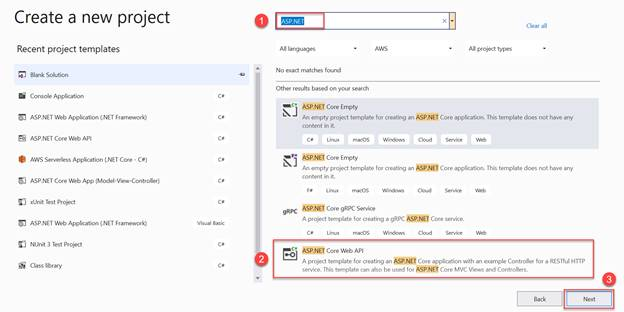 Create a new project
1
ASP.NET
Clear all
Recent project templates
All languages
AWS
All project types
No exact matches found
Other results based on your search
Blank Solution
Console Application
C#
ASP.NET Web Application (.NET Framework)
C#
ASP.NET Core Web API
C#
AWS Serverless Application (.NET Core - C#)
C#
ASP.NET Core Web App (Model-View-Controller)
C#
xUnit Test Project
C#
ASP.NET Web Application (.NET Framework)
Visual Basic
NUnit 3 Test Project
C#
Class library
C#
ASP.NET Core Empty
An empty project template for creating an ASP.NET Core application. This template does not have any
content in it.
C# Linux macOS Windows Cloud Service Web
ASP.NET Core Empty
An empty project template for creating an ASP.NET Core application. This template does not have any
content in it.
F# Linux macOS Windows Cloud Service Web
gRPC
ASP.NET Core gRPC Service
A project template for creating a gRPC ASP.NET Core service.
C# Linux macOS Windows Cloud Service Web
2
ASP.NET Core Web API
A project template for creating an ASP.NET Core application with an example Controller for a RESTful HTTP
service. This template can also be used for ASP.NET Core MVC Views and Controllers.
3
Back
Next